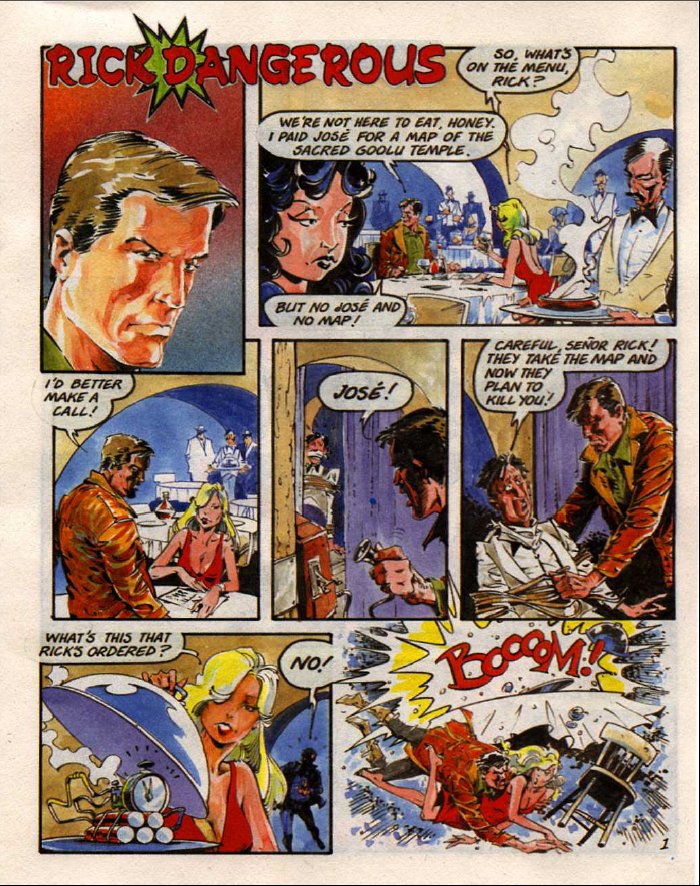 RICK DANGEROUS
SO, WHAT'S
ON THE MENU,
RICK?
WE'RE NOT HERE TO EAT, HONEY.
I PAID JOSÉ FOR A MAP OF THE
SACRED GOOLU TEMPLE.
BUT NO JOSÉ AND
NO MAP!
I'D BETTER
MAKE A
CALL!
JOSÉ!
CAREFUL, SEÑOR RICK!
THEY TAKE THE MAP AND
NOW THEY
PLAN TO
KILL YOU!
WHAT'S THIS THAT
RICK'S ORDERED?
NO!
BOOOOM!
1